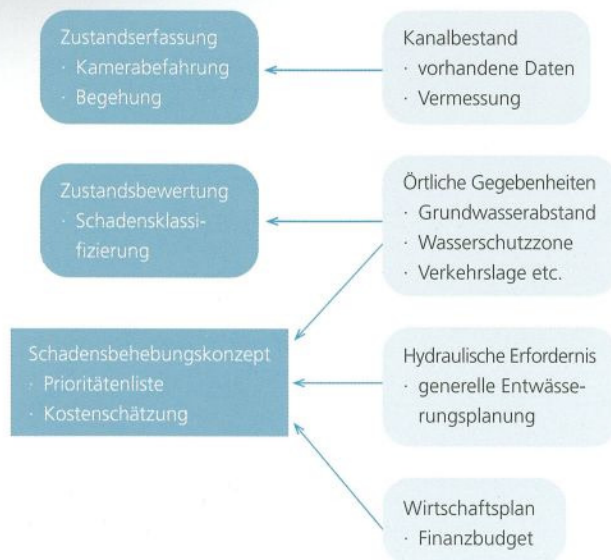 Zustandserfassung
· Kamerabefahrung
· Begehung
Kanalbestand
· vorhandene Daten
· Vermessung
Zustandsbewertung
· Schadensklassi-
fizierung
Örtliche Gegebenheiten
· Grundwasserabstand
· Wasserschutzzone
· Verkehrslage etc.
Schadensbehebungskonzept
· Prioritätenliste
· Kostenschätzung
Hydraulische Erfordernis
· generelle Entwässe-
rungsplanung
Wirtschaftsplan
· Finanzbudget